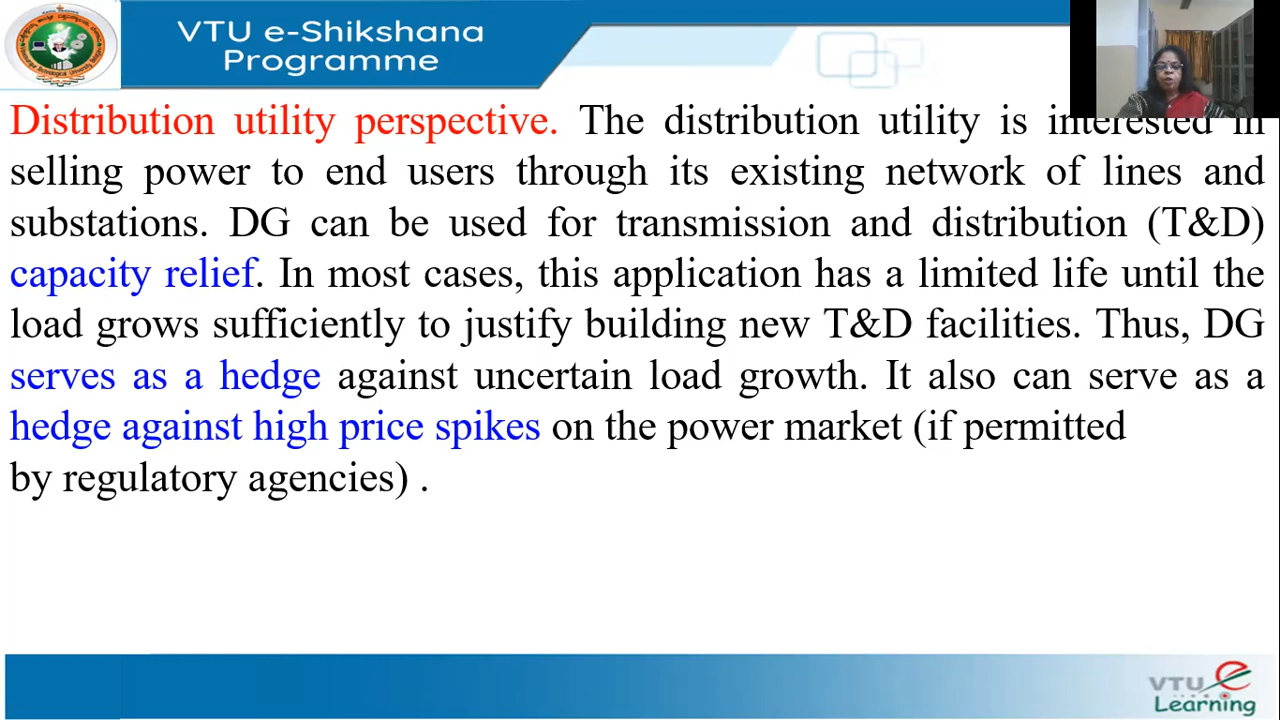 VTU e-Shikshana
Programme
Distribution utility perspective. The distribution utility is interested in
selling power to end users through its existing network of lines and
substations. DG can be used for transmission and distribution (T&D)
capacity relief. In most cases, this application has a limited life until the
load grows sufficiently to justify building new T&D facilities. Thus, DG
serves as a hedge against uncertain load growth. It also can serve as a
hedge against high price spikes on the power market (if permitted
by regulatory agencies) .
VTU e
Learning